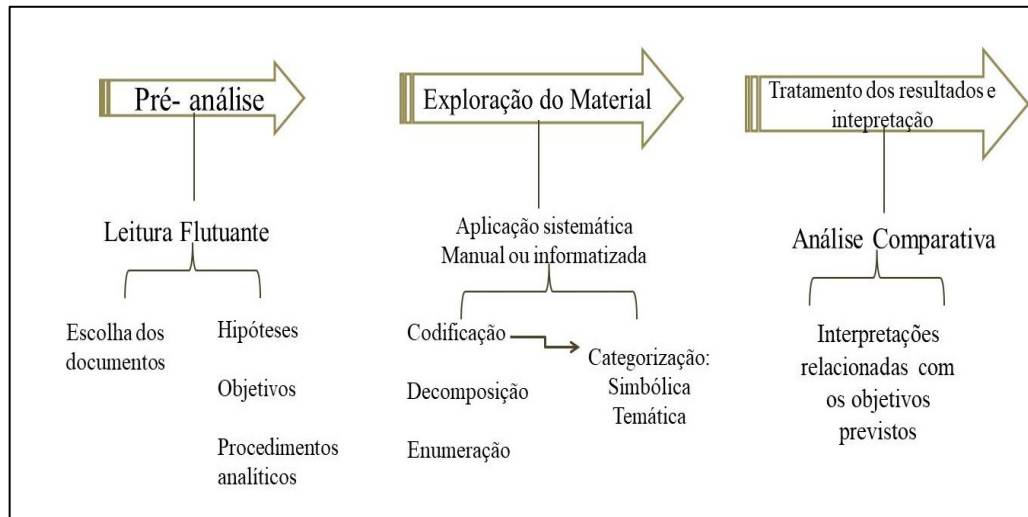 Pré- análise
Leitura Flutuante
Escolha dos
documentos
Hipóteses
Objetivos
Procedimentos
analíticos
Exploração do Material
Aplicação sistemática
Manual ou informatizada
Codificação
Decomposição
Enumeração
Categorização:
Simbólica
Temática
Tratamento dos resultados e
intepretação
Análise Comparativa
Interpretações
relacionadas com
os objetivos
previstos